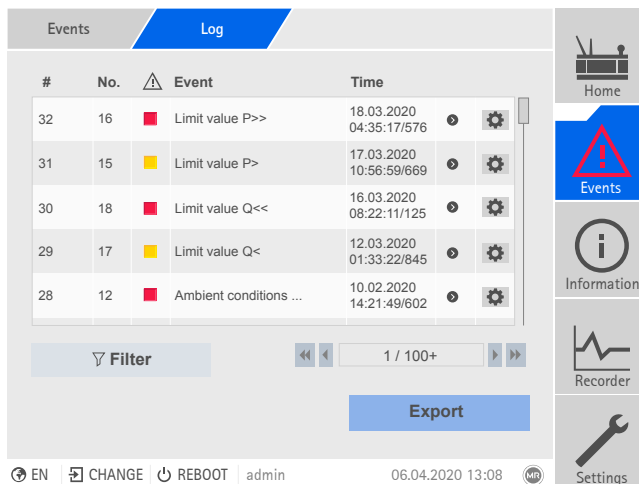 Events
Log
# No. Event Time
32 16 Limit value P>> 18.03.2020
04:35:17/576
31 15 Limit value P> 17.03.2020
10:56:59/669
30 18 Limit value Q<< 16.03.2020
08:22:11/125
29 17 Limit value Q< 12.03.2020
01:33:22/845
28 12 Ambient conditions ... 10.02.2020
14:21:49/602
Filter
1 / 100+
Export
Home
Events
Information
Recorder
Settings
EN CHANGE REBOOT admin 06.04.2020 13:08 MR